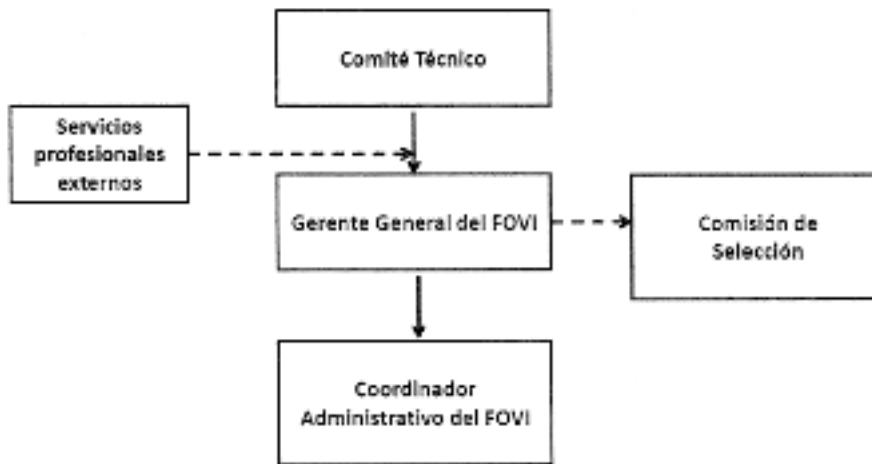 Comité Técnico
Servicios
profesionales
externos
Gerente General del FOVI
Comisión de
Selección
Coordinador
Administrativo del FOVI